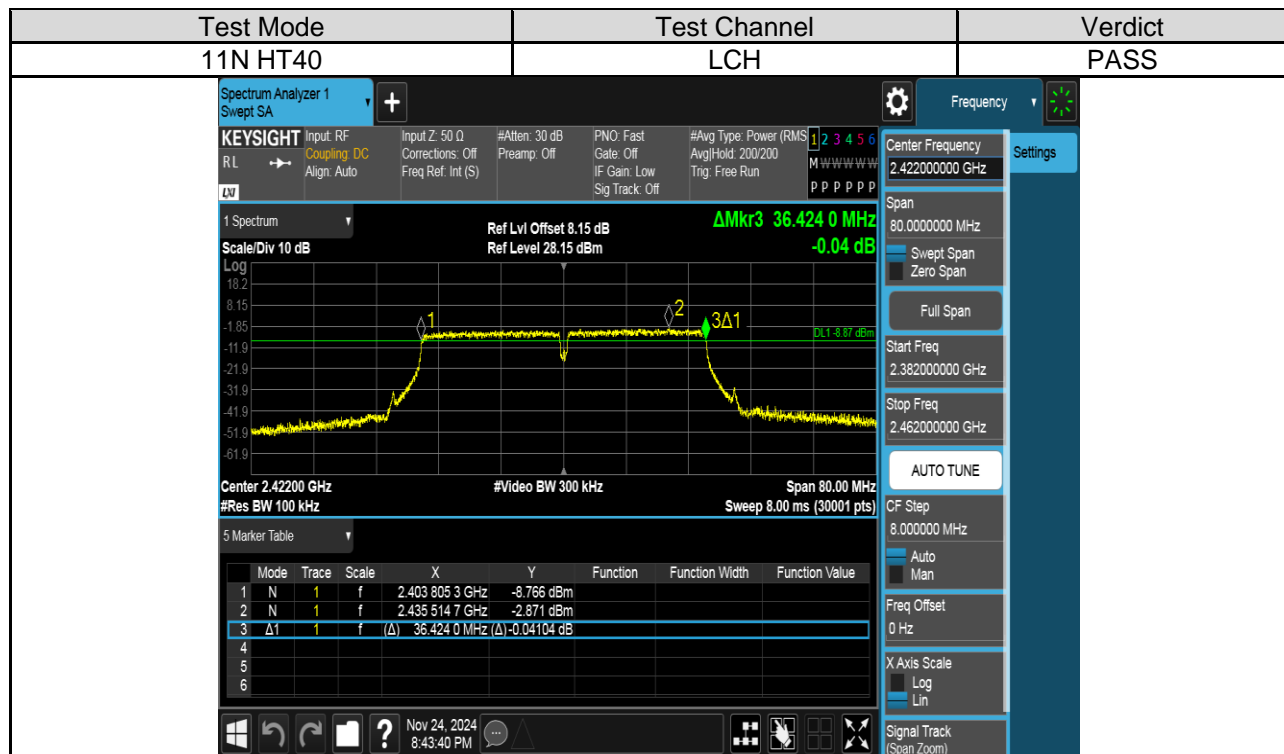 Test Mode Test Channel Verdict
11N HT40 LCH PASS
Spectrum Analyzer 1
Swept SA
Frequency
KEYSIGHT Input: RF Input Z: 50 Ω #Atten: 30 dB PNO: Fast #Avg Type: Power (RMS 1 2 3 4 5 6
RL Coupling: DC Corrections: Off Preamp: Off Gate: Off Avg|Hold: 200/200 M W W W W W
Align: Auto Freq Ref: Int (S) IF Gain: Low Trig: Free Run
LXI Sig Track: Off P P P P P P
1 Spectrum
Ref Lvl Offset 8.15 dB ΔMkr3 36.424 0 MHz
Scale/Div 10 dB Ref Level 28.15 dBm -0.04 dB
Log
18.2
8.15
-1.85
-11.9
-21.9
-31.9
-41.9
-51.9
-61.9
1
2
3Δ1
DL1 -8.87 dBm
Center 2.42200 GHz #Video BW 300 kHz Span 80.00 MHz
#Res BW 100 kHz Sweep 8.00 ms (30001 pts)
5 Marker Table
Mode Trace Scale X Y Function Function Width Function Value
1 N 1 f 2.403 805 3 GHz -8.766 dBm
2 N 1 f 2.435 514 7 GHz -2.871 dBm
3 Δ1 1 f (Δ) 36.424 0 MHz (Δ) -0.04104 dB
4
5
6
?
Nov 24, 2024
8:43:40 PM
Center Frequency
2.422000000 GHz
Settings
Span
80.0000000 MHz
Swept Span
Zero Span
Full Span
Start Freq
2.382000000 GHz
Stop Freq
2.462000000 GHz
AUTO TUNE
CF Step
8.000000 MHz
Auto
Man
Freq Offset
0 Hz
X Axis Scale
Log
Lin
Signal Track
(Span Zoom)